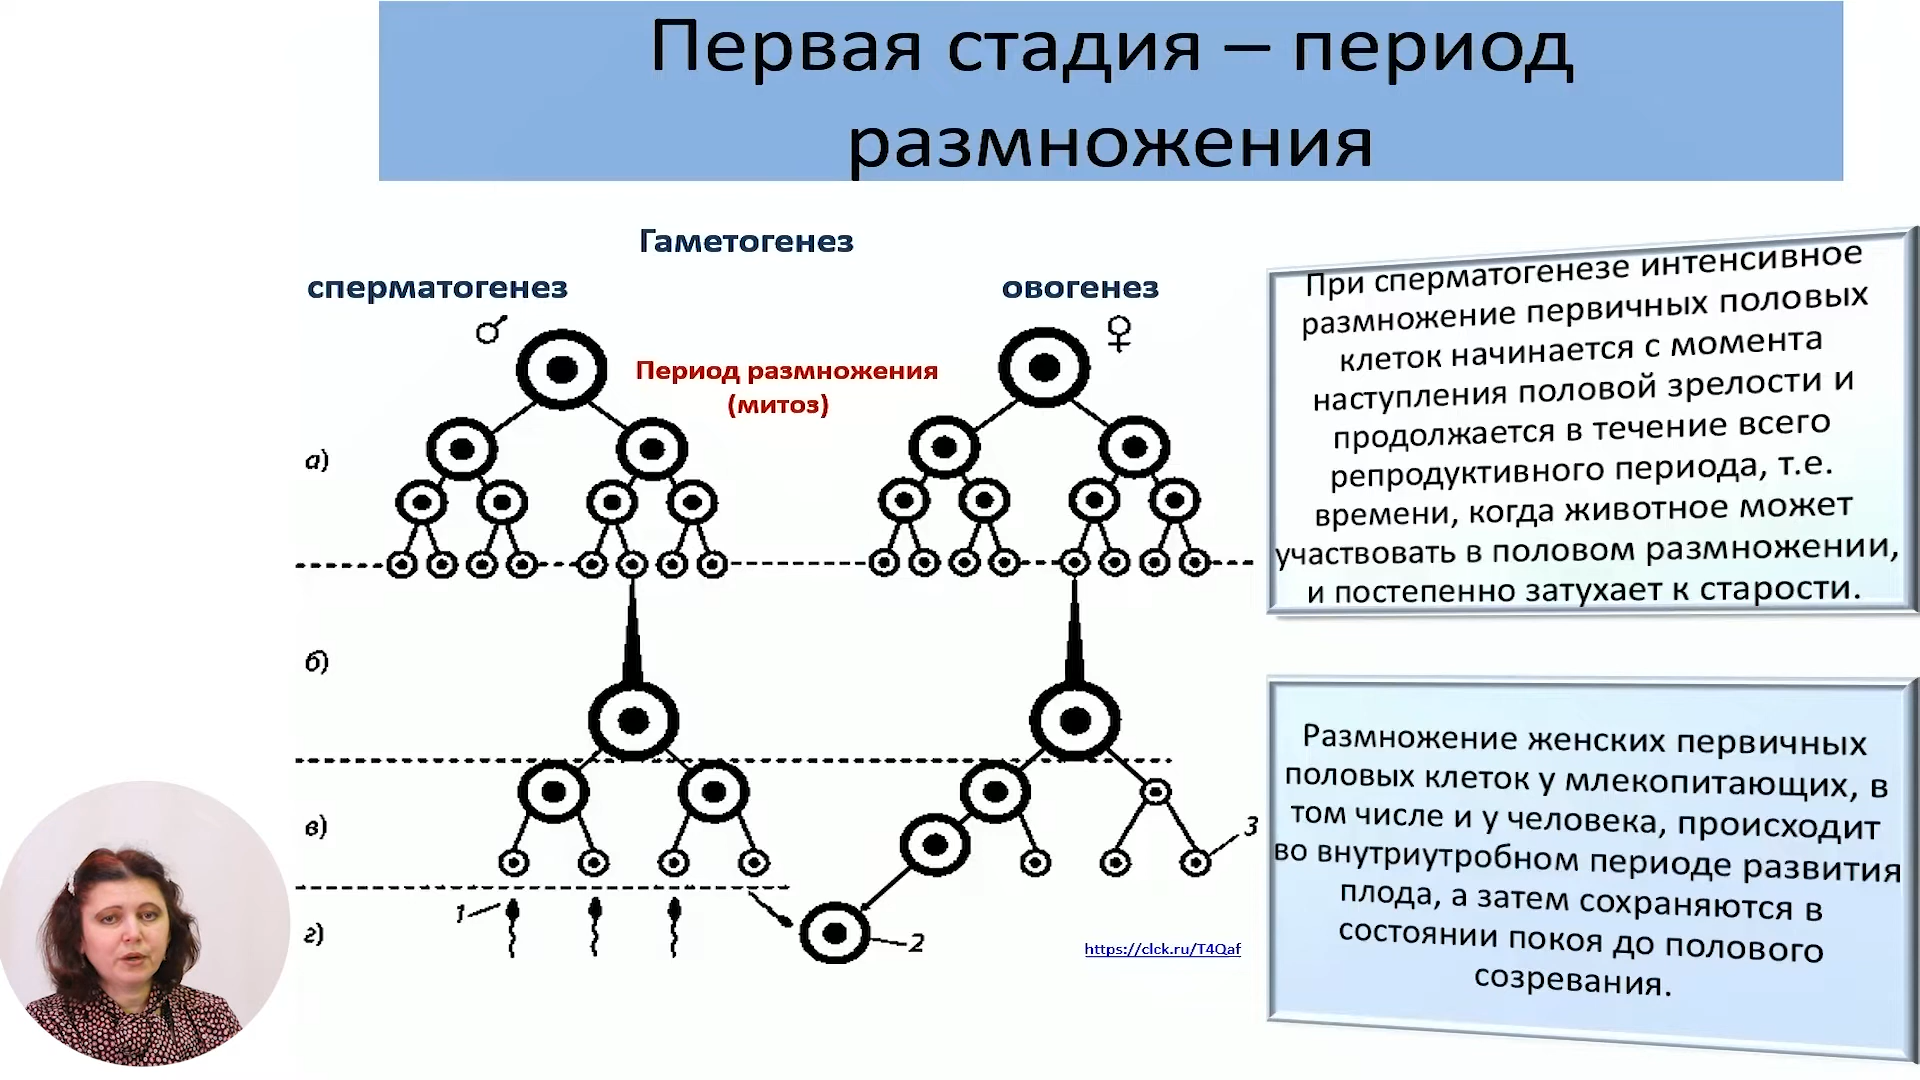 Первая стадия – период
размножения
Гаметогенез
сперматогенез
овогенез
♂
♀
Период размножения
(митоз)
а)
б)
в)
г)
1
2
3
https://clck.ru/T4Qaf
При сперматогенезе интенсивное
размножение первичных половых
клеток начинается с момента
наступления половой зрелости и
продолжается в течение всего
репродуктивного периода, т.е.
времени, когда животное может
участвовать в половом размножении,
и постепенно затухает к старости.
Размножение женских первичных
половых клеток у млекопитающих, в
том числе и у человека, происходит
во внутриутробном периоде развития
плода, а затем сохраняются в
состоянии покоя до полового
созревания.